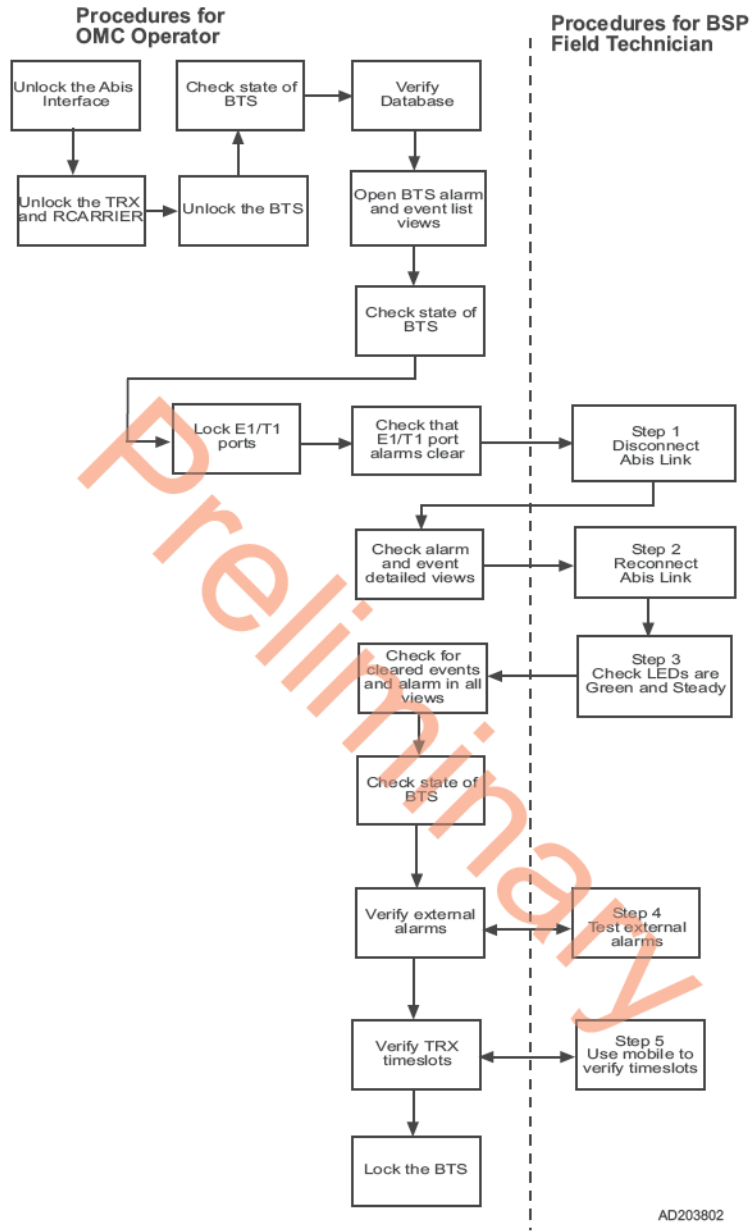 Procedures for
OMC Operator
Procedures for BSP
Field Technician
Unlock the Abis
Interface
Check state of
BTS
Verify
Database
Unlock the TRX
and RCARRIER
Unlock the BTS
Open BTS alarm
and event list
views
Check state of
BTS
Lock E1/T1
ports
Check that
E1/T1 port
alarms clear
Step 1
Disconnect
Abis Link
Check alarm
and event
detailed views
Step 2
Reconnect
Abis Link
Check for
cleared events
and alarm in all
views
Step 3
Check LEDs are
Green and Steady
Check state of
BTS
Verify external
alarms
Step 4
Test external
alarms
Verify TRX
timeslots
Step 5
Use mobile to
verify timeslots
Lock the BTS
AD203802
Preliminary